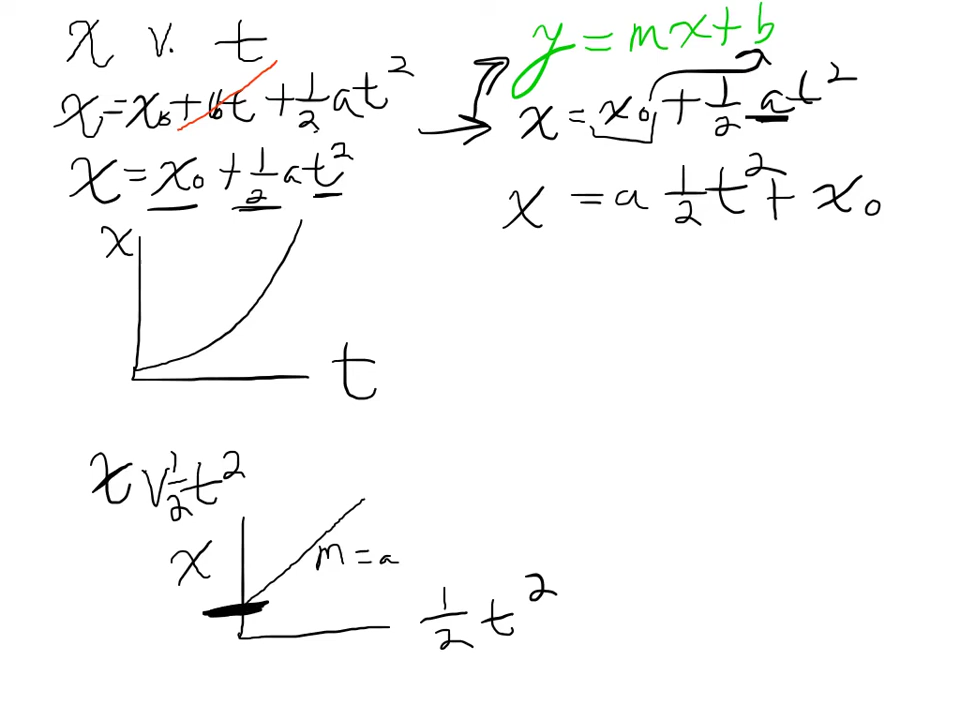 x v. t
x = x₀ + v₀t + ½at²
x = x₀ + ½at²
y = mx + b
x = x₀ + ½at²
x = a ½t² + x₀
x
t
x v ½t²
x
m = a
½t²